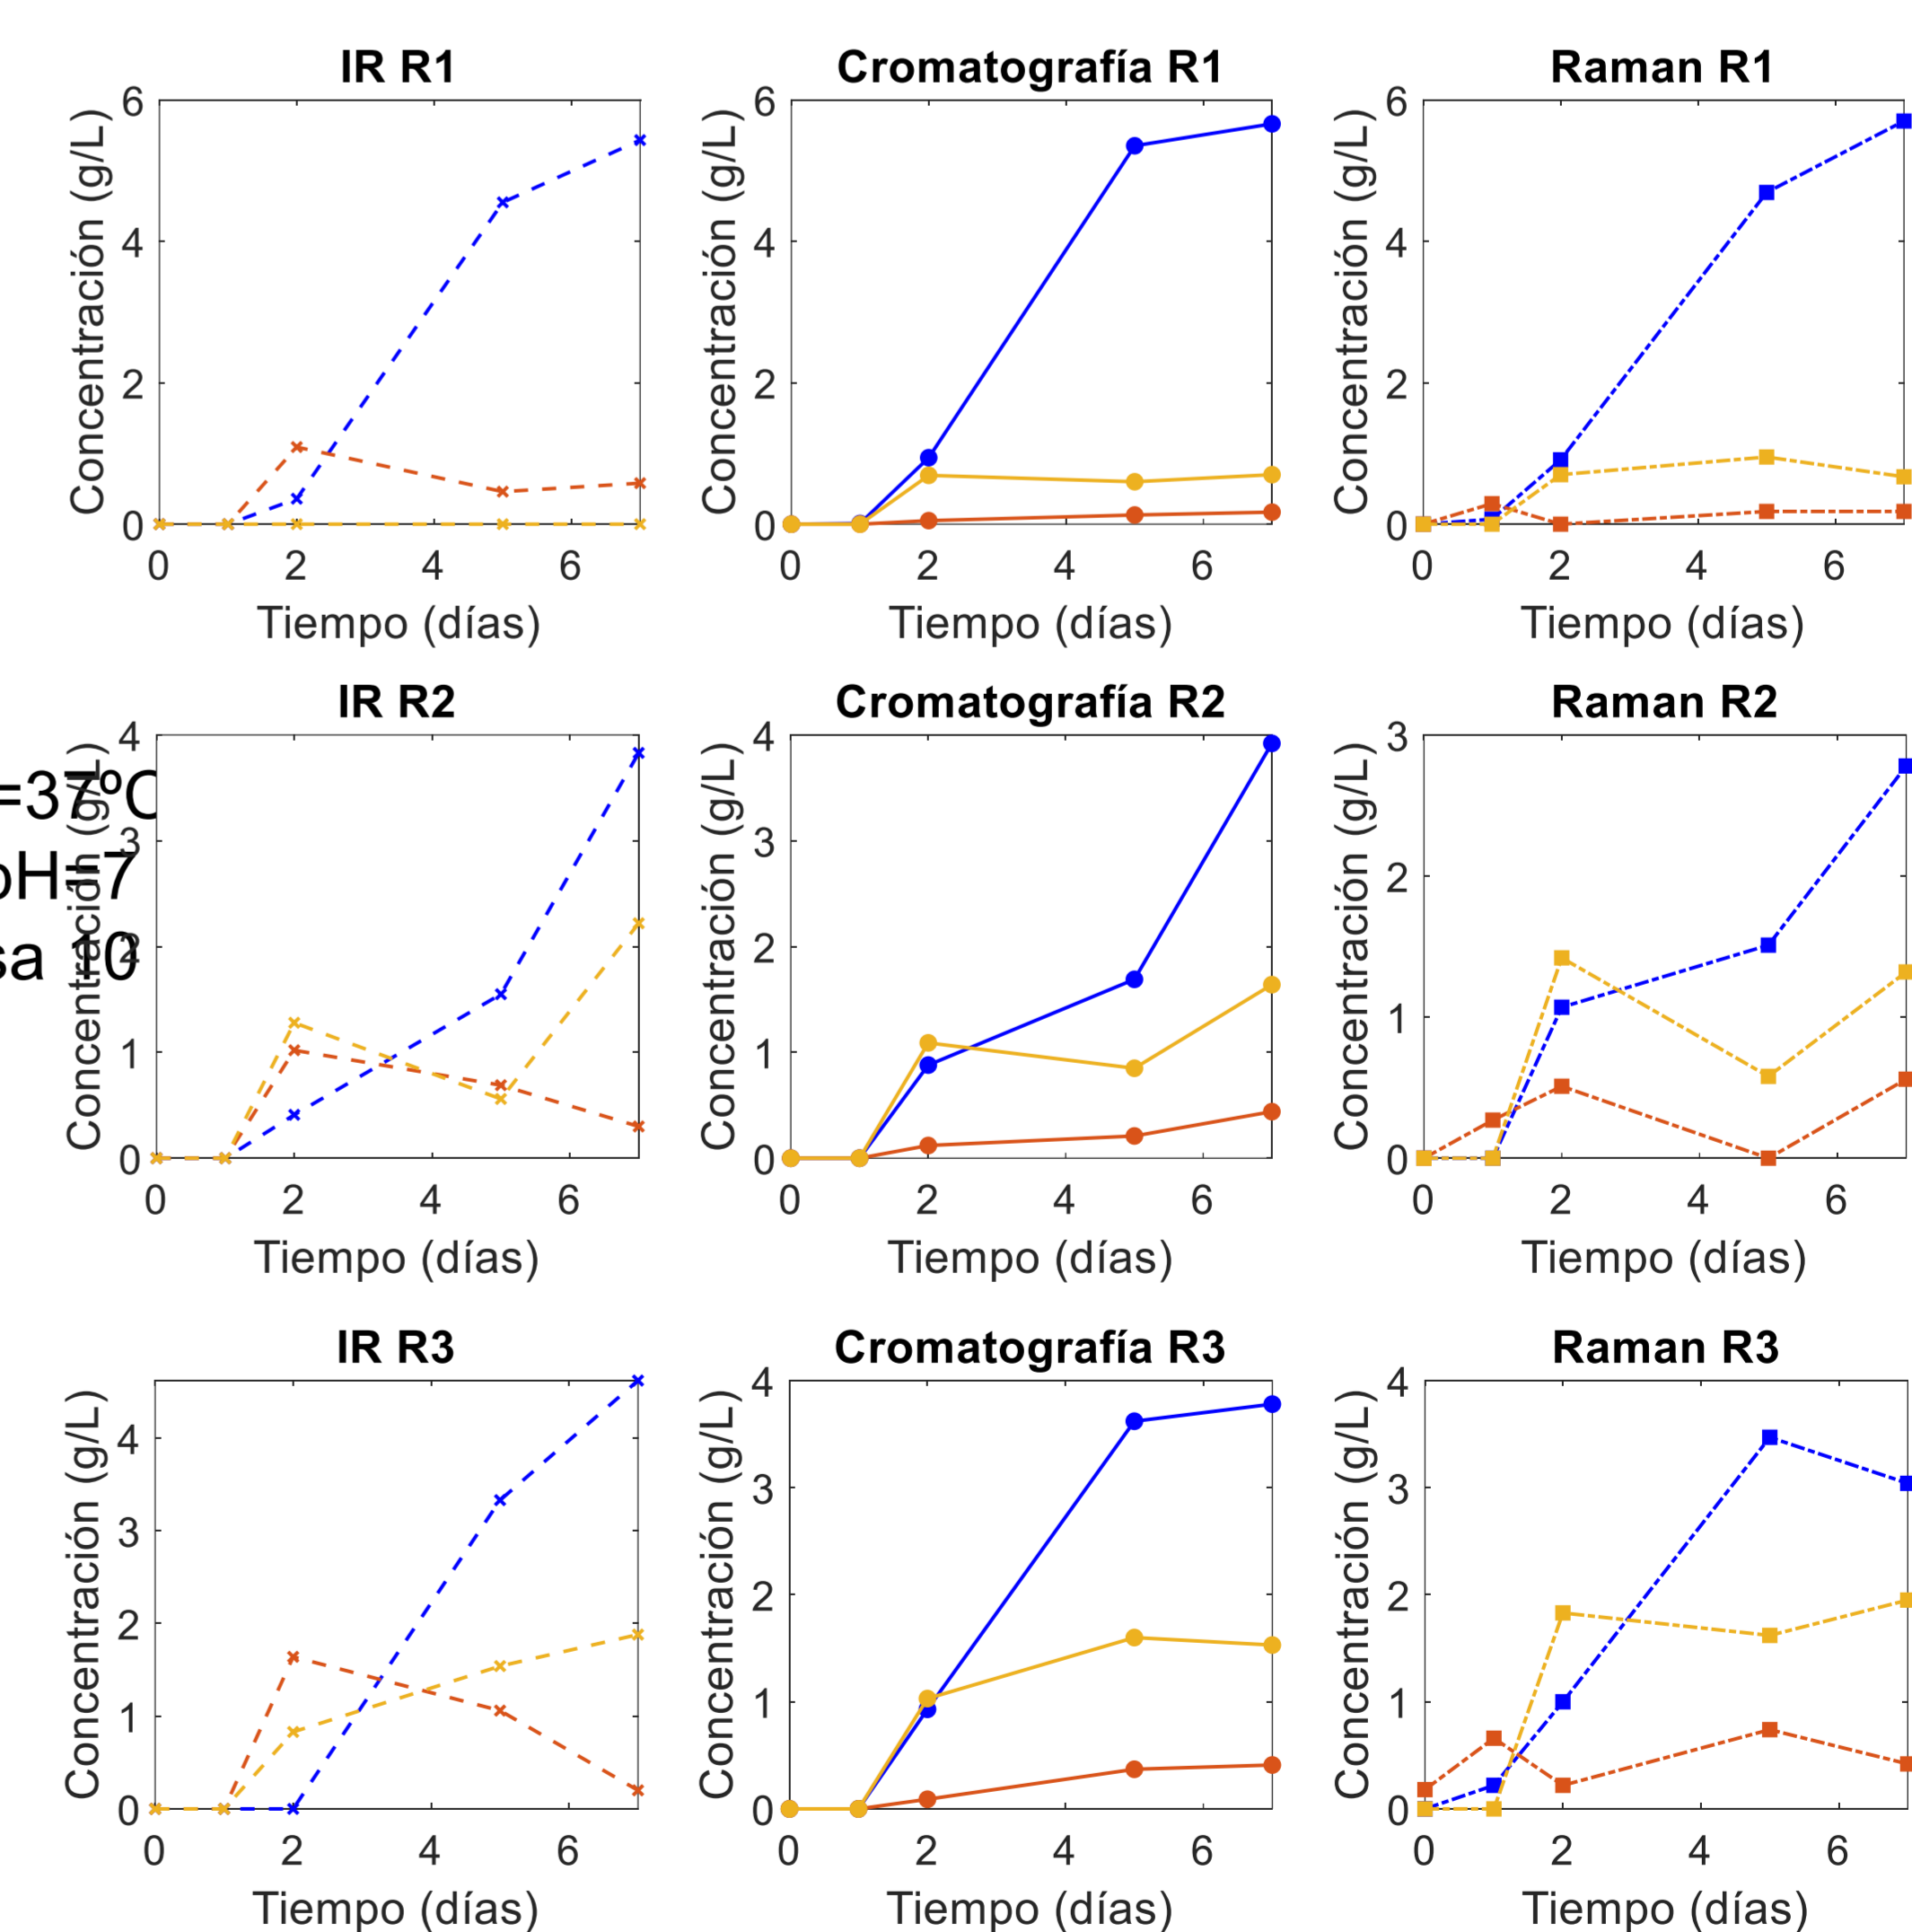 IR R1
Cromatografía R1
Raman R1
Concentración (g/L)
6
4
2
0
0 2 4 6
Tiempo (días)
Concentración (g/L)
6
4
2
0
0 2 4 6
Tiempo (días)
Concentración (g/L)
6
4
2
0
0 2 4 6
Tiempo (días)
=37ºC
pH=7
sa 10
IR R2
Cromatografía R2
Raman R2
Concentración (g/L)
4
3
2
1
0
0 2 4 6
Tiempo (días)
Concentración (g/L)
4
3
2
1
0
0 2 4 6
Tiempo (días)
Concentración (g/L)
3
2
1
0
0 2 4 6
Tiempo (días)
IR R3
Cromatografía R3
Raman R3
Concentración (g/L)
4
3
2
1
0
0 2 4 6
Tiempo (días)
Concentración (g/L)
4
3
2
1
0
0 2 4 6
Tiempo (días)
Concentración (g/L)
4
3
2
1
0
0 2 4 6
Tiempo (días)